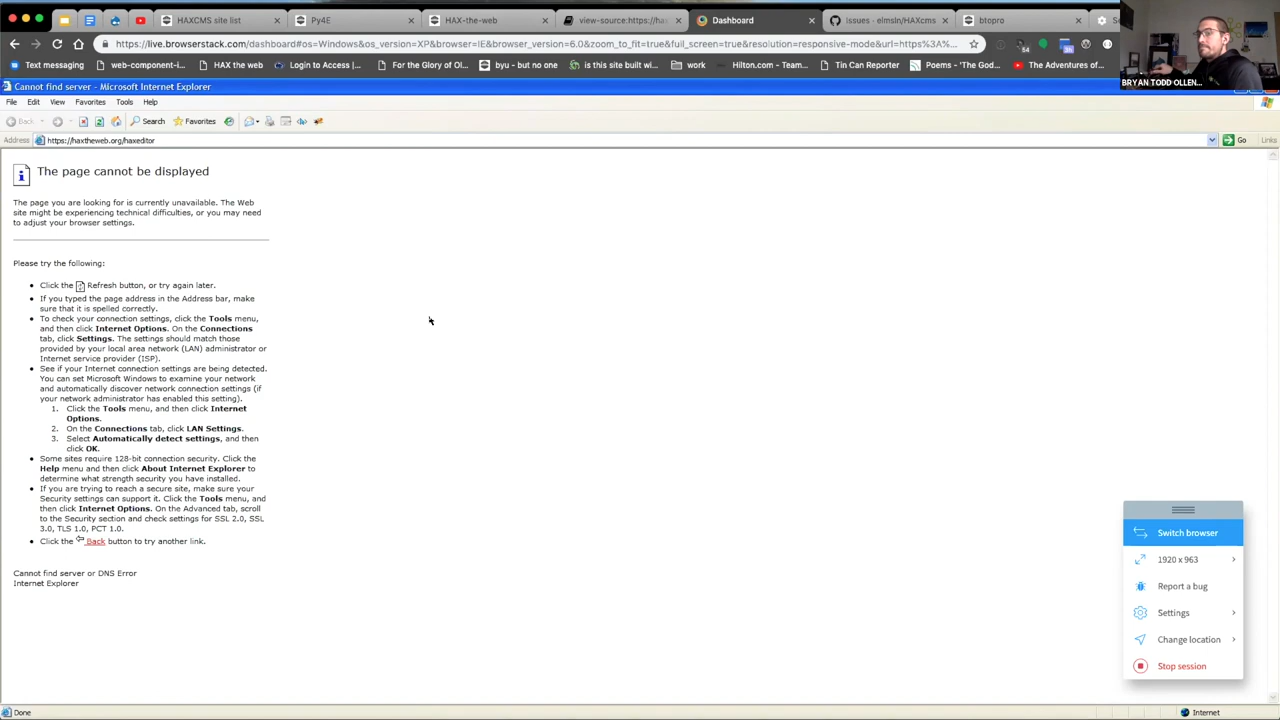 HAXCMS site list
Py4E
HAX-the-web
view-source:https://hax
Dashboard
issues · elmsln/HAXcms
btopro
https://live.browserstack.com/dashboard#os=Windows&os_version=XP&browser=IE&browser_version=6.0&zoom_to_fit=true&full_screen=true&resolution=responsive-mode&url=https%3A%...
54
Text messaging
web-component-i...
HAX the web
Login to Access |...
For the Glory of Ol...
byu - but no one
is this site built wi...
work
Hilton.com - Team...
Tin Can Reporter
Poems - 'The God...
The Adventures of...
BRYAN TODD OLLEN...
Cannot find server - Microsoft Internet Explorer
File Edit View Favorites Tools Help
Back Search Favorites
Address https://haxtheweb.org/haxeditor Go Links
The page cannot be displayed
The page you are looking for is currently unavailable. The Web
site might be experiencing technical difficulties, or you may need
to adjust your browser settings.
Please try the following:
• Click the Refresh button, or try again later.
• If you typed the page address in the Address bar, make
sure that it is spelled correctly.
• To check your connection settings, click the Tools menu,
and then click Internet Options. On the Connections
tab, click Settings. The settings should match those
provided by your local area network (LAN) administrator or
Internet service provider (ISP).
• See if your Internet connection settings are being detected.
You can set Microsoft Windows to examine your network
and automatically discover network connection settings (if
your network administrator has enabled this setting).
1. Click the Tools menu, and then click Internet
Options.
2. On the Connections tab, click LAN Settings.
3. Select Automatically detect settings, and then
click OK.
• Some sites require 128-bit connection security. Click the
Help menu and then click About Internet Explorer to
determine what strength security you have installed.
• If you are trying to reach a secure site, make sure your
Security settings can support it. Click the Tools menu, and
then click Internet Options. On the Advanced tab, scroll
to the Security section and check settings for SSL 2.0, SSL
3.0, TLS 1.0, PCT 1.0.
• Click the Back button to try another link.
Cannot find server or DNS Error
Internet Explorer
Switch browser
1920 x 963
Report a bug
Settings
Change location
Stop session
Done
Internet